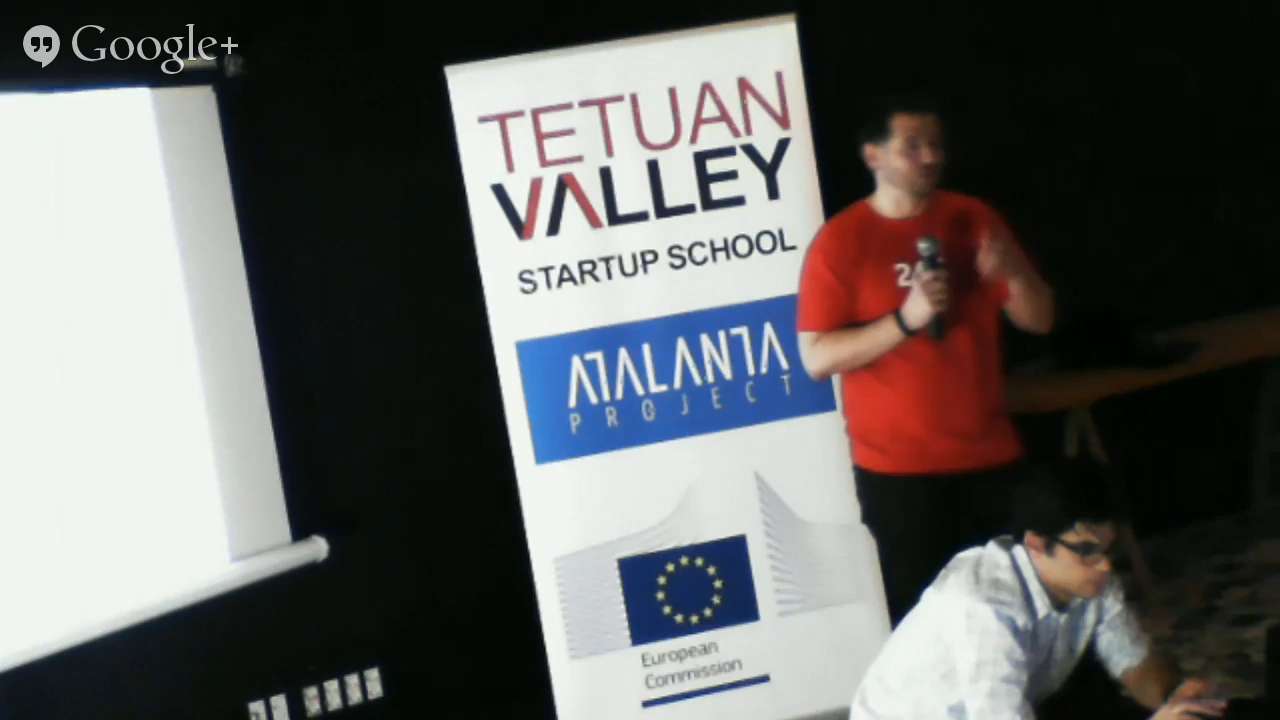 Google+
TETUAN
VALLEY
STARTUP SCHOOL
ATALANTA
PROJECT
European
Commission